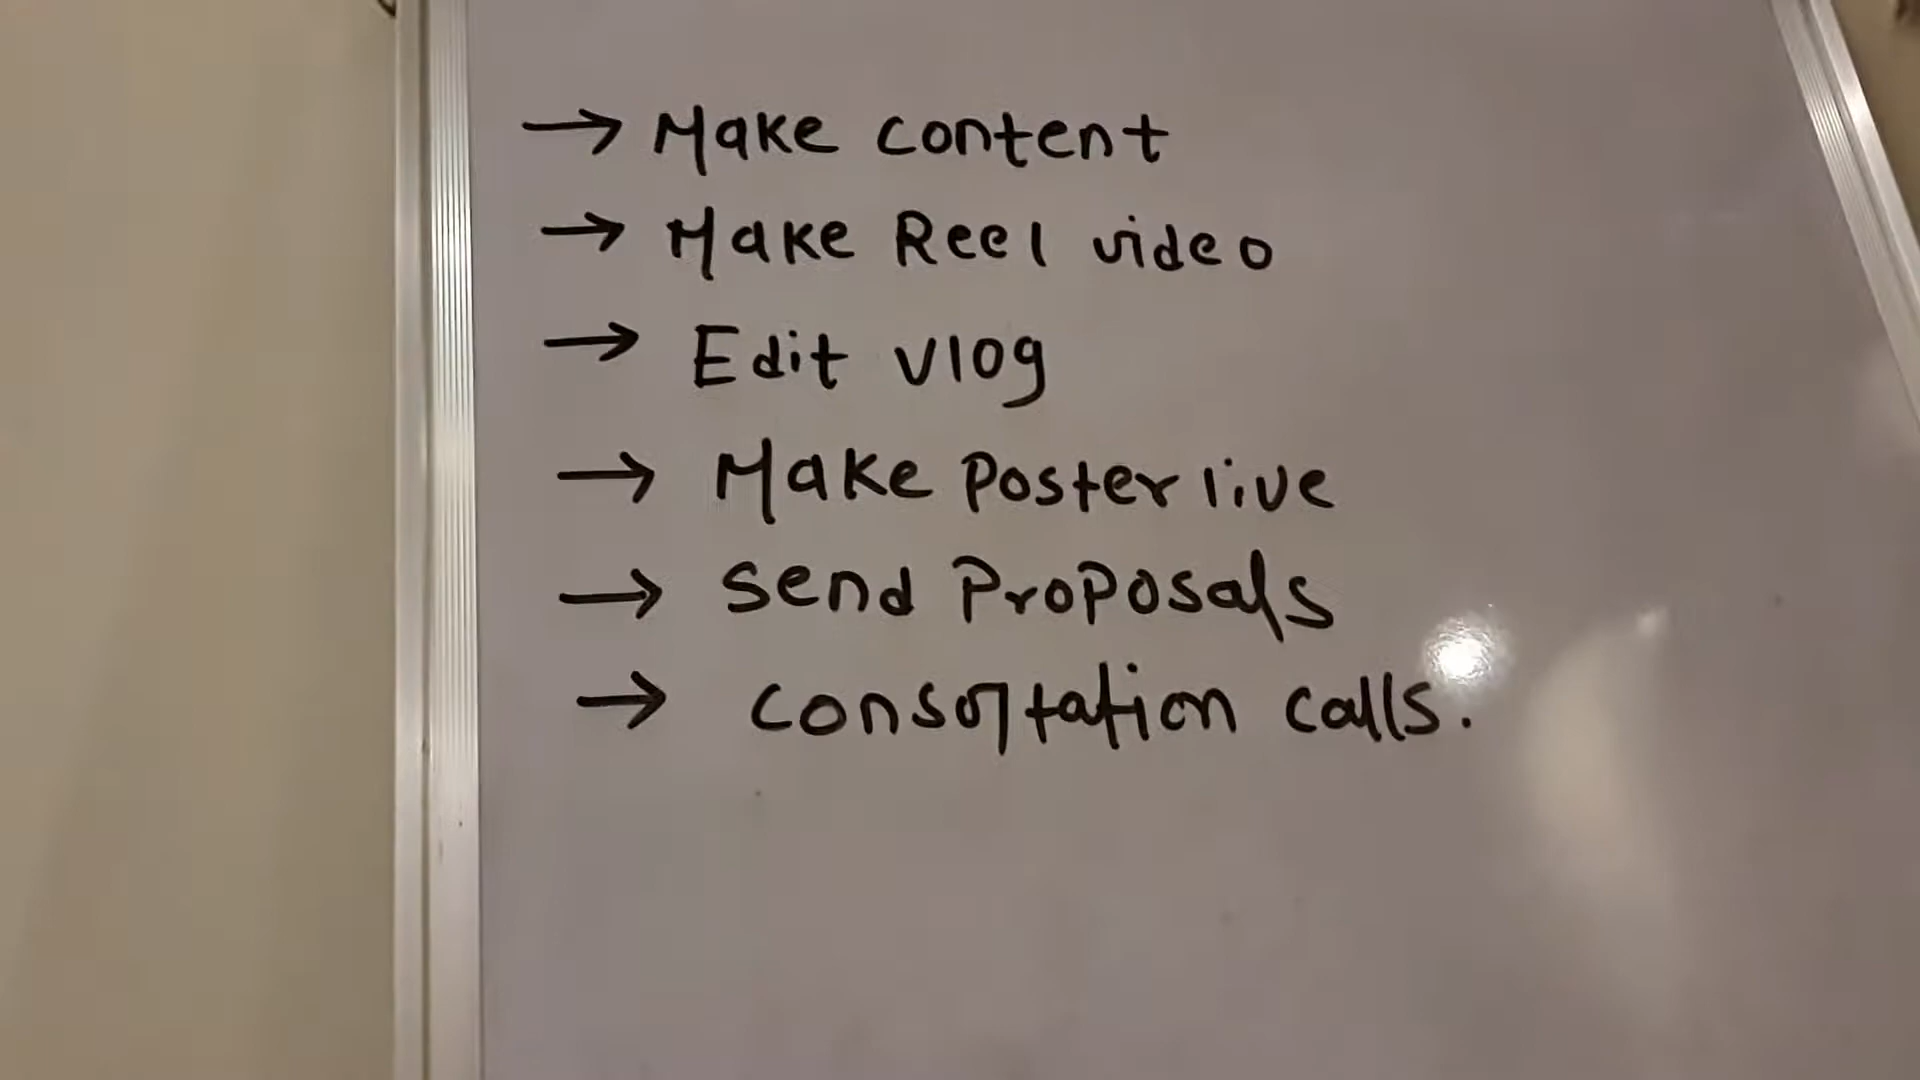 → Make content
→ Make Reel video
→ Edit vlog
→ Make Poster live
→ Send Proposals
→ Consoltation calls.